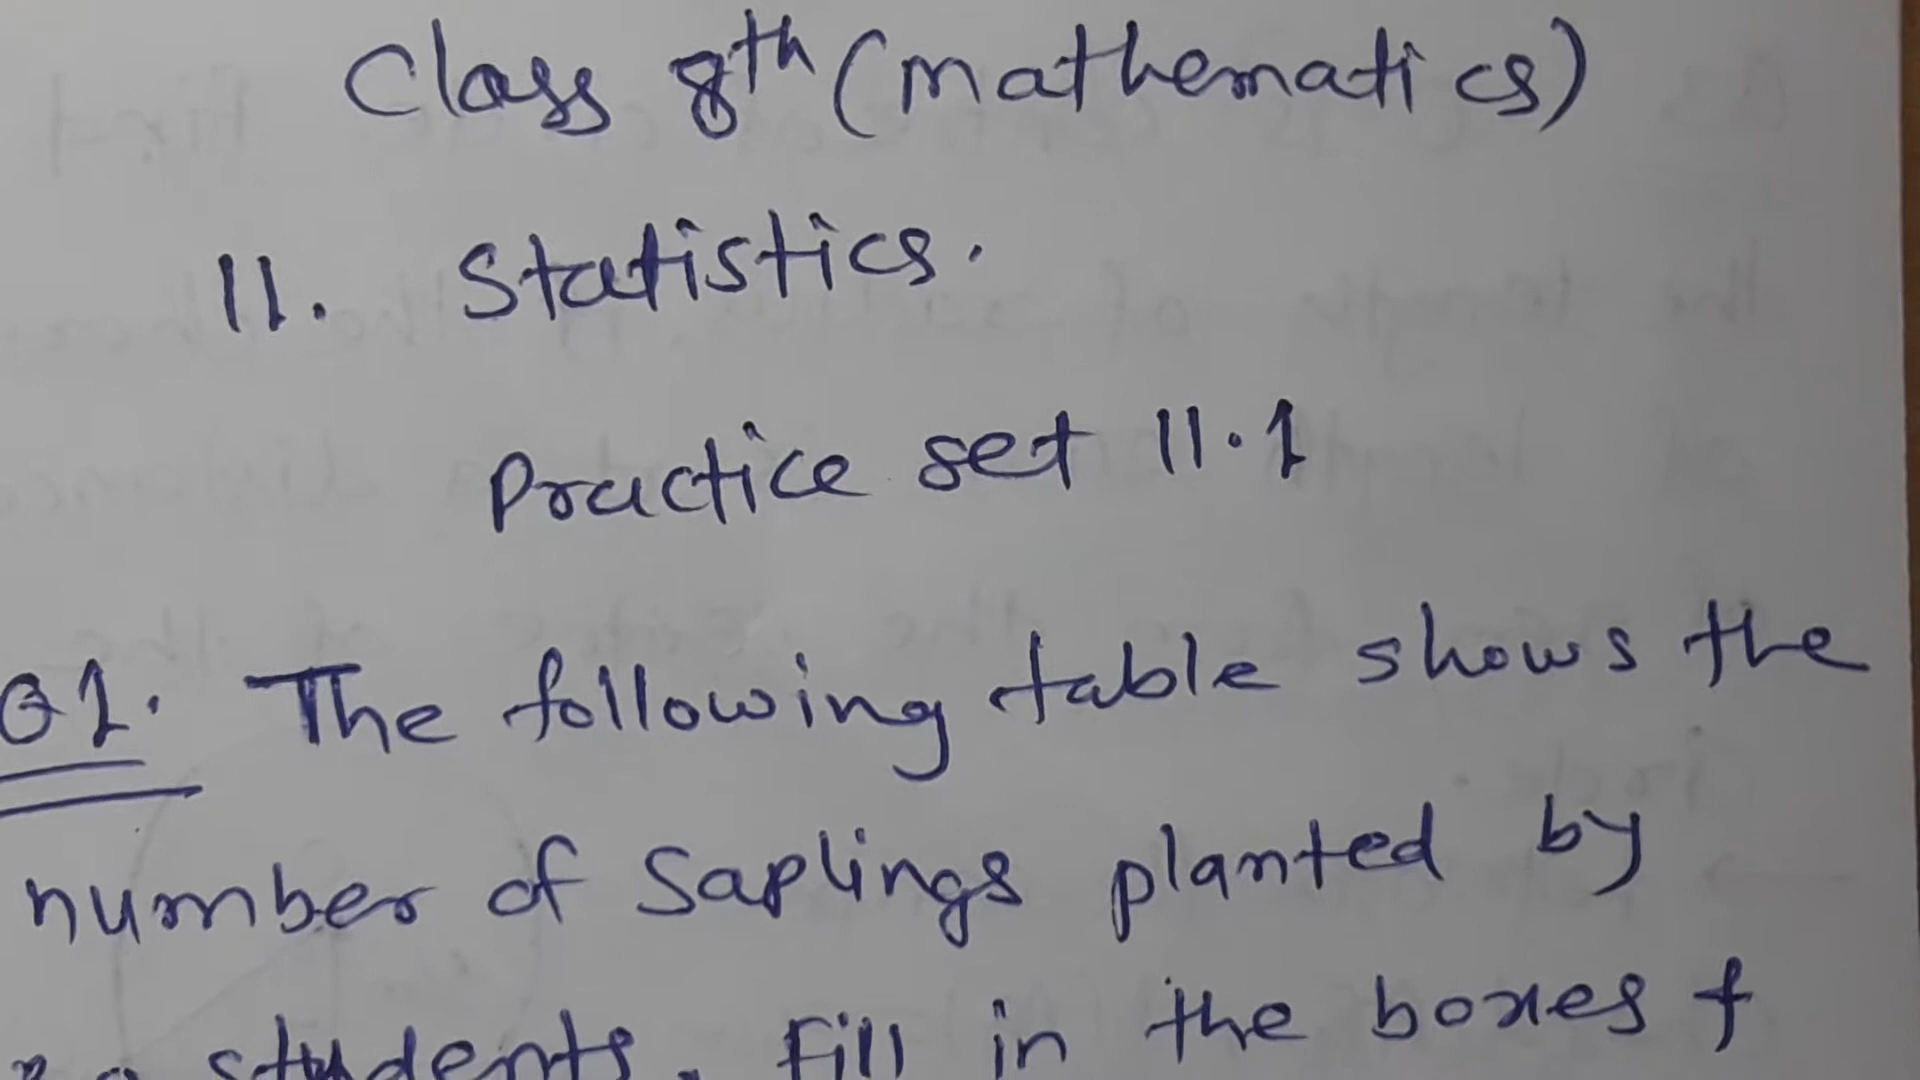 Class 8th (Mathematics)
11. Statistics.
Practice set 11.1
Q1. The following table shows the
number of Saplings planted by
students. Fill in the boxes f